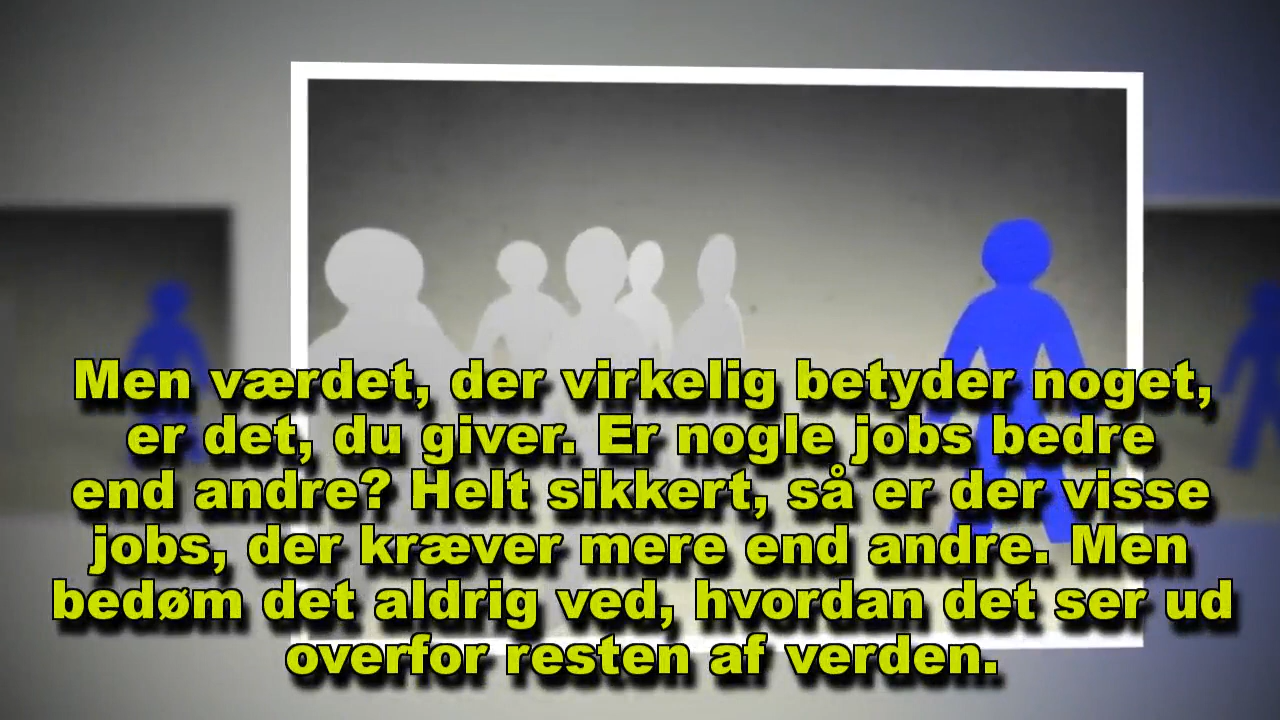 Men værdet, der virkelig betyder noget,
er det, du giver. Er nogle jobs bedre
end andre? Helt sikkert, så er der visse
jobs, der kræver mere end andre. Men
bedøm det aldrig ved, hvordan det ser ud
overfor resten af verden.